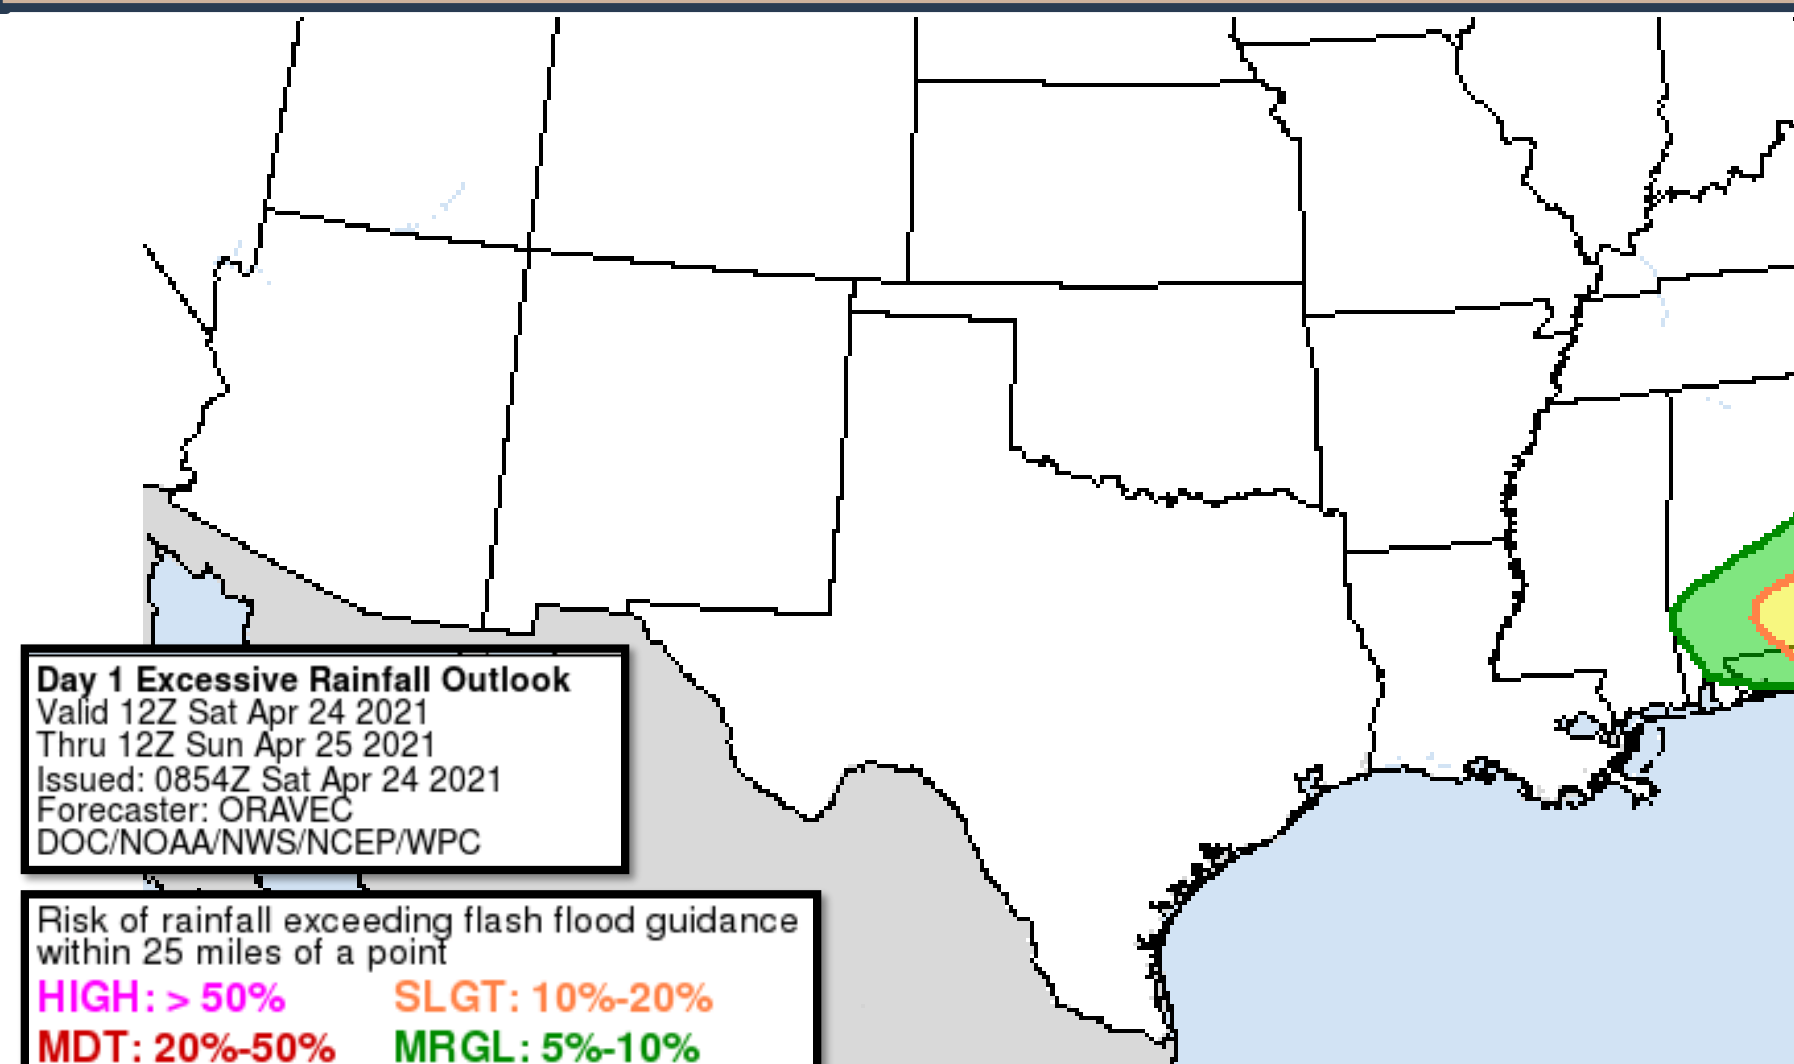 Day 1 Excessive Rainfall Outlook
Valid 12Z Sat Apr 24 2021
Thru 12Z Sun Apr 25 2021
Issued: 0854Z Sat Apr 24 2021
Forecaster: ORAVEC
DOC/NOAA/NWS/NCEP/WPC
Risk of rainfall exceeding flash flood guidance
within 25 miles of a point
HIGH: > 50% SLGT: 10%-20%
MDT: 20%-50% MRGL: 5%-10%